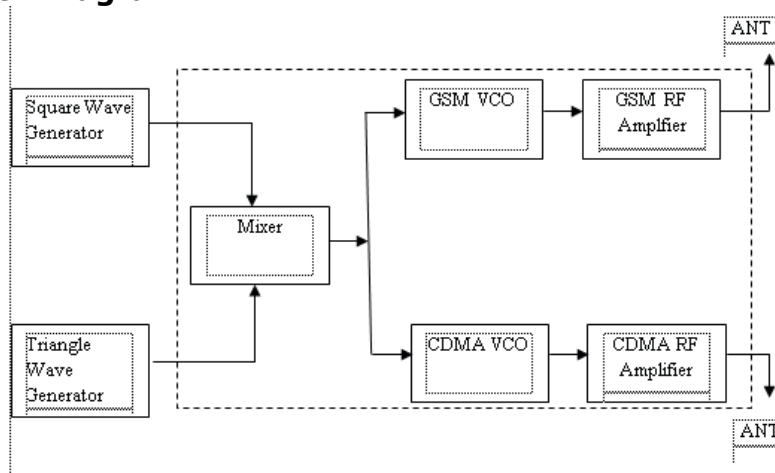 ANT
Square Wave
Generator
GSM VCO
GSM RF
Amplfier
Mixer
Triangle
Wave
Generator
CDMA VCO
CDMA RF
Amplifier
ANT